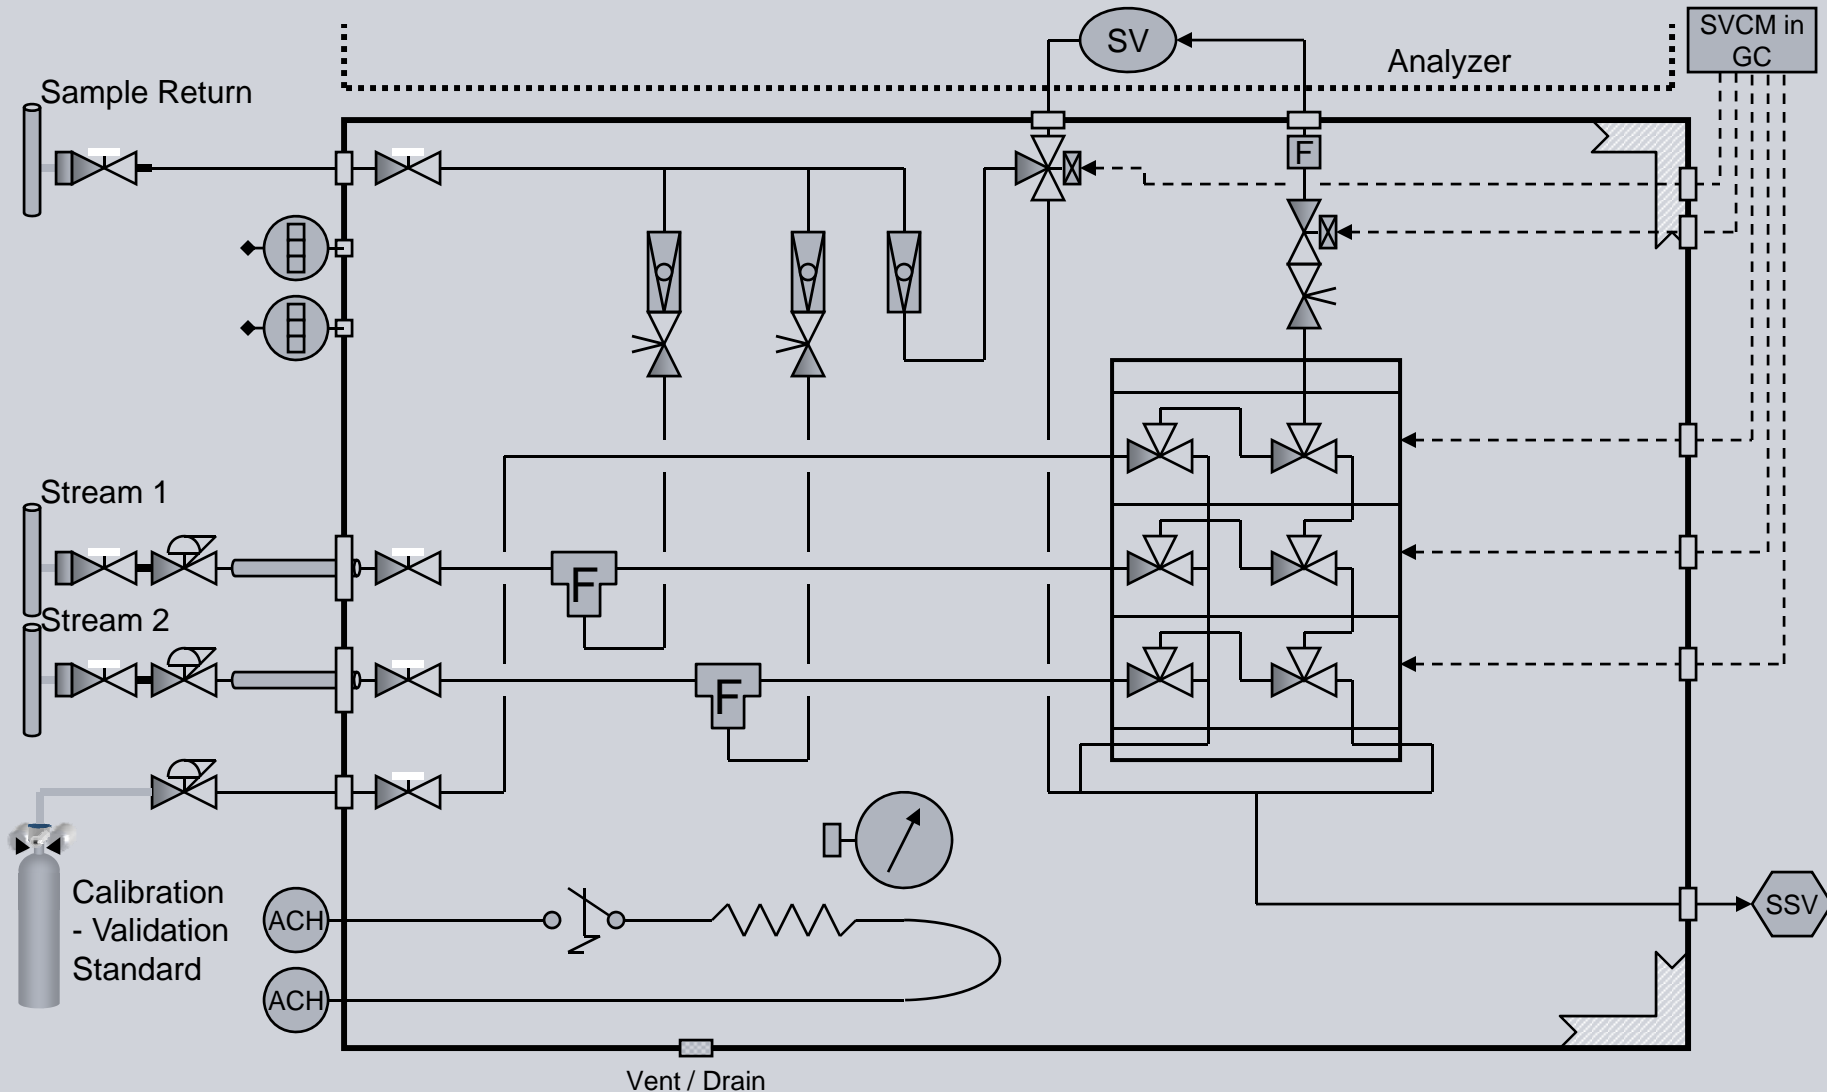 SVCM in
GC
SV
Analyzer
Sample Return
F
Stream 1
F
Stream 2
F
Calibration
- Validation
Standard
ACH
SSV
ACH
Vent / Drain